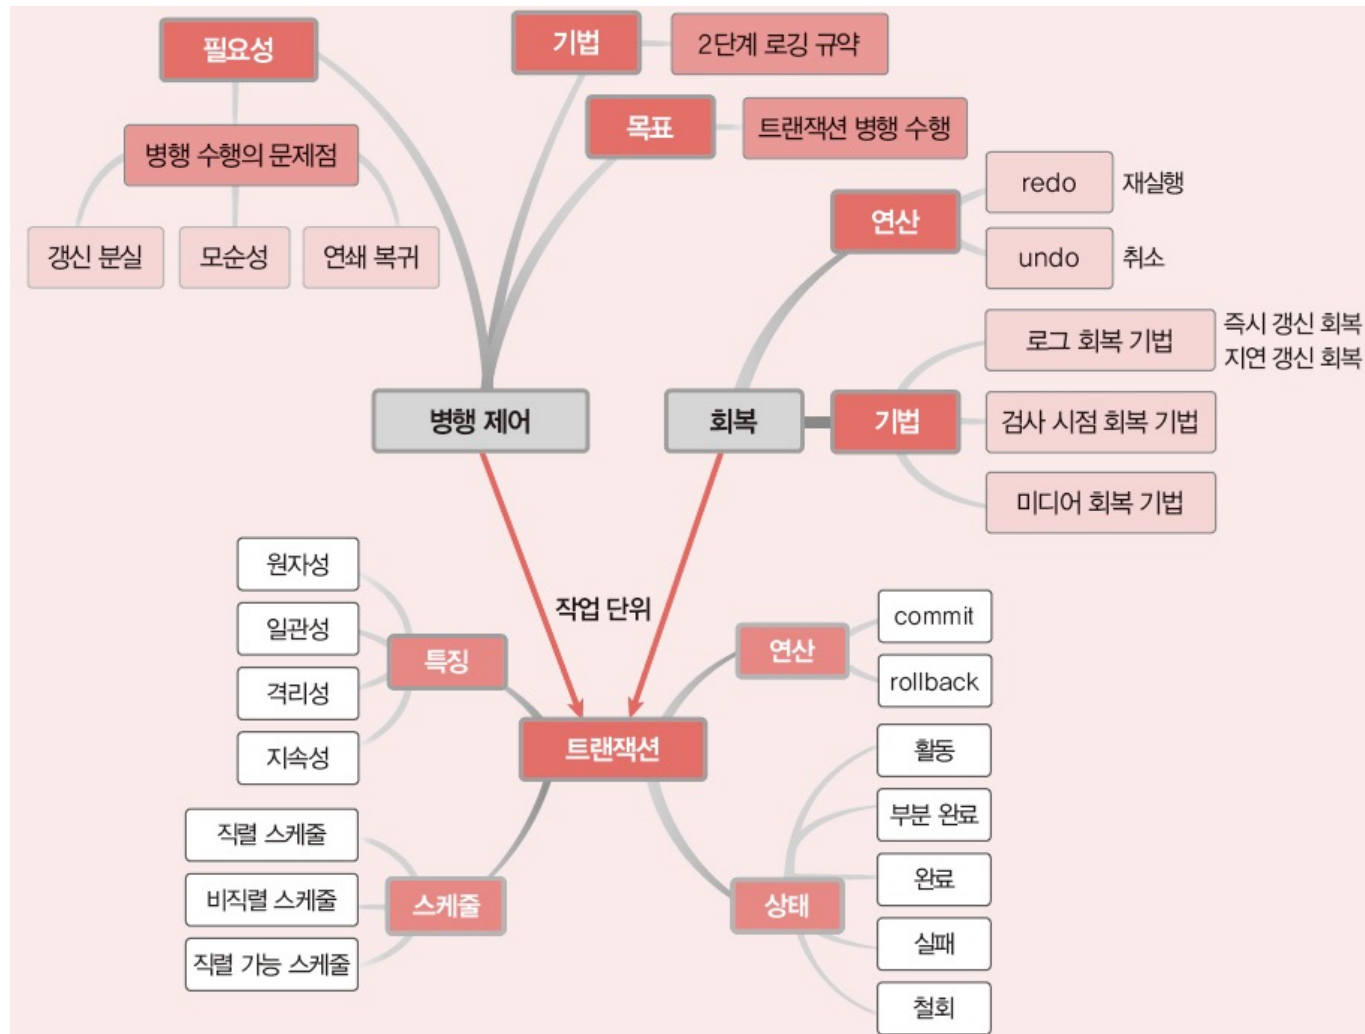 필요성
병행 수행의 문제점
갱신 분실
모순성
연쇄 복귀
기법
2단계 로깅 규약
목표
트랜잭션 병행 수행
병행 제어
연산
redo
재실행
undo
취소
회복
기법
로그 회복 기법
즉시 갱신 회복
지연 갱신 회복
검사 시점 회복 기법
미디어 회복 기법
작업 단위
트랜잭션
특징
원자성
일관성
격리성
지속성
연산
commit
rollback
스케줄
직렬 스케줄
비직렬 스케줄
직렬 가능 스케줄
상태
활동
부분 완료
완료
실패
철회